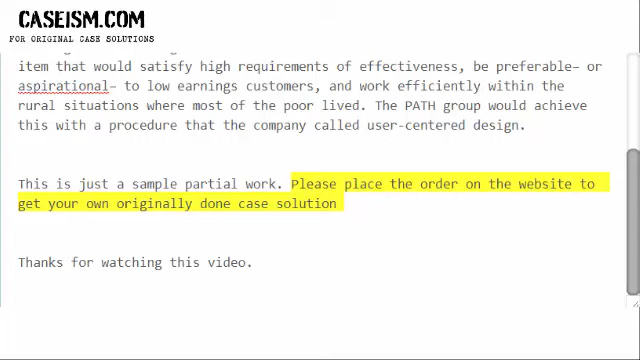 CASEISM.COM
FOR ORIGINAL CASE SOLUTIONS
item that would satisfy high requirements of effectiveness, be preferable– or
aspirational– to low earnings customers, and work efficiently within the
rural situations where most of the poor lived. The PATH group would achieve
this with a procedure that the company called user-centered design.
This is just a sample partial work. Please place the order on the website to
get your own originally done case solution
Thanks for watching this video.